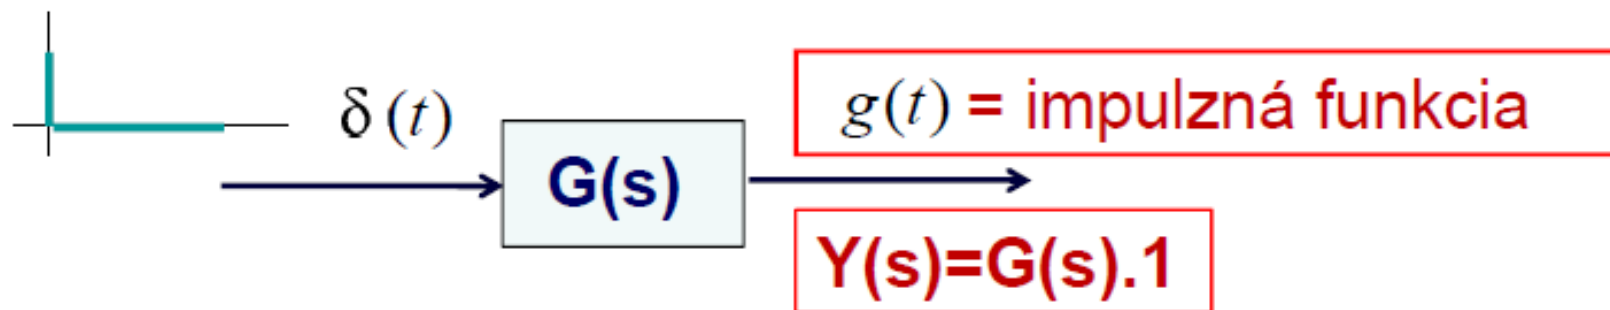 δ(t)
g(t) = impulzná funkcia
G(s)
Y(s)=G(s).1